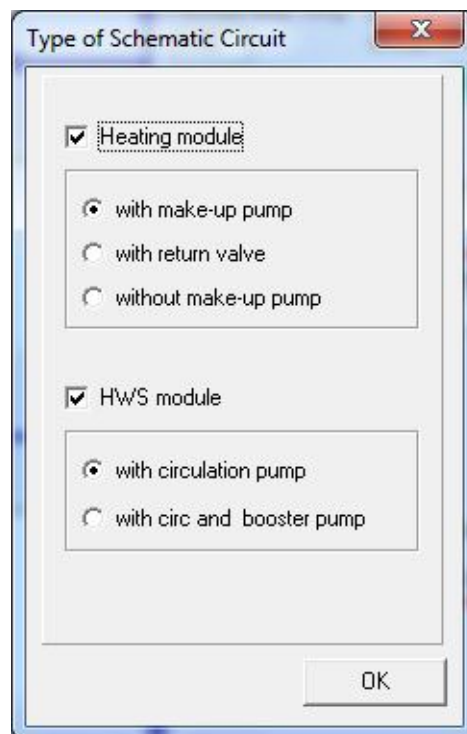 Type of Schematic Circuit
Heating module
with make-up pump
with return valve
without make-up pump
HWS module
with circulation pump
with circ and  booster pump
OK